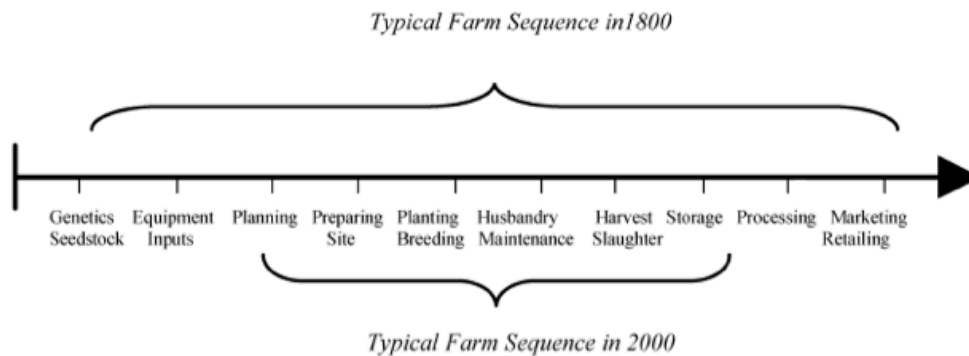 Typical Farm Sequence in1800
Genetics Equipment Planning Preparing Planting Husbandry Harvest Storage Processing Marketing
Seedstock Inputs Site Breeding Maintenance Slaughter Retailing
Typical Farm Sequence in 2000